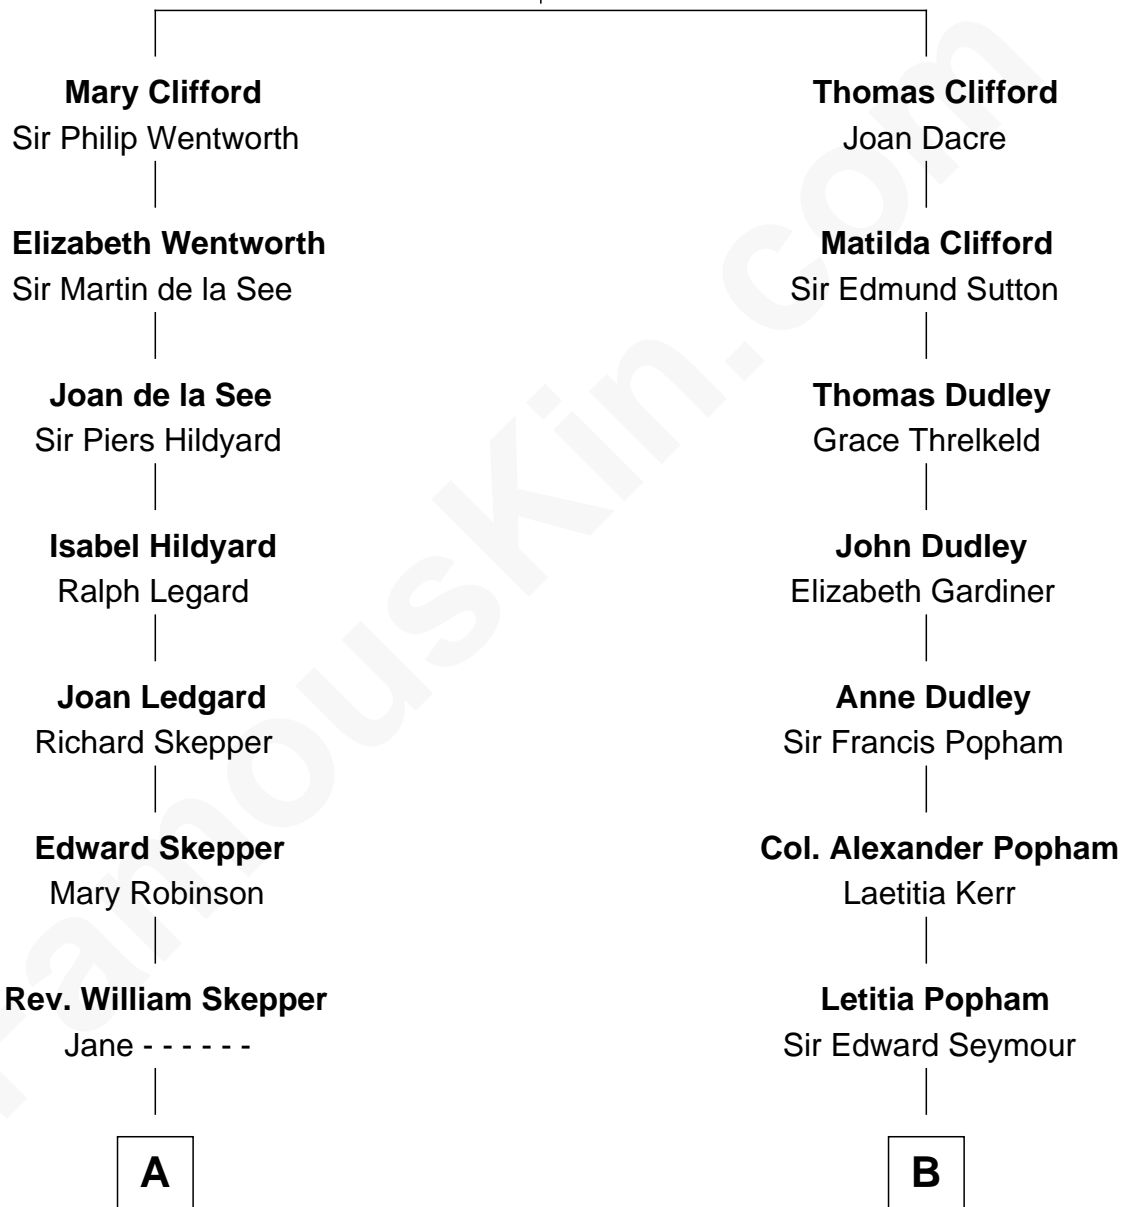 Mary Clifford
Sir Philip Wentworth
Elizabeth Wentworth
Sir Martin de la See
Joan de la See
Sir Piers Hildyard
Isabel Hildyard
Ralph Legard
Joan Ledgard
Richard Skepper
Edward Skepper
Mary Robinson
Rev. William Skepper
Jane - - - - - -
A
Thomas Clifford
Joan Dacre
Matilda Clifford
Sir Edmund Sutton
Thomas Dudley
Grace Threlkeld
John Dudley
Elizabeth Gardiner
Anne Dudley
Sir Francis Popham
Col. Alexander Popham
Laetitia Kerr
Letitia Popham
Sir Edward Seymour
B
FamousKin.com